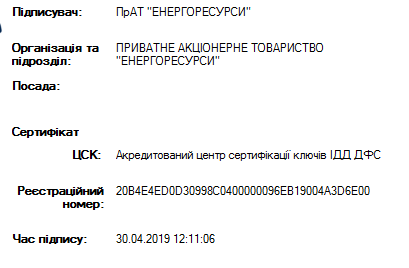 Підписувач: ПрАТ "ЕНЕРГОРЕСУРСИ"
Організація та підрозділ: ПРИВАТНЕ АКЦІОНЕРНЕ ТОВАРИСТВО "ЕНЕРГОРЕСУРСИ"
Посада:
Сертифікат
ЦСК: Акредитований центр сертифікації ключів ІДД ДФС
Реєстраційний номер: 20B4E4ED0D30998C0400000096EB19004A3D6E00
Час підпису: 30.04.2019 12:11:06